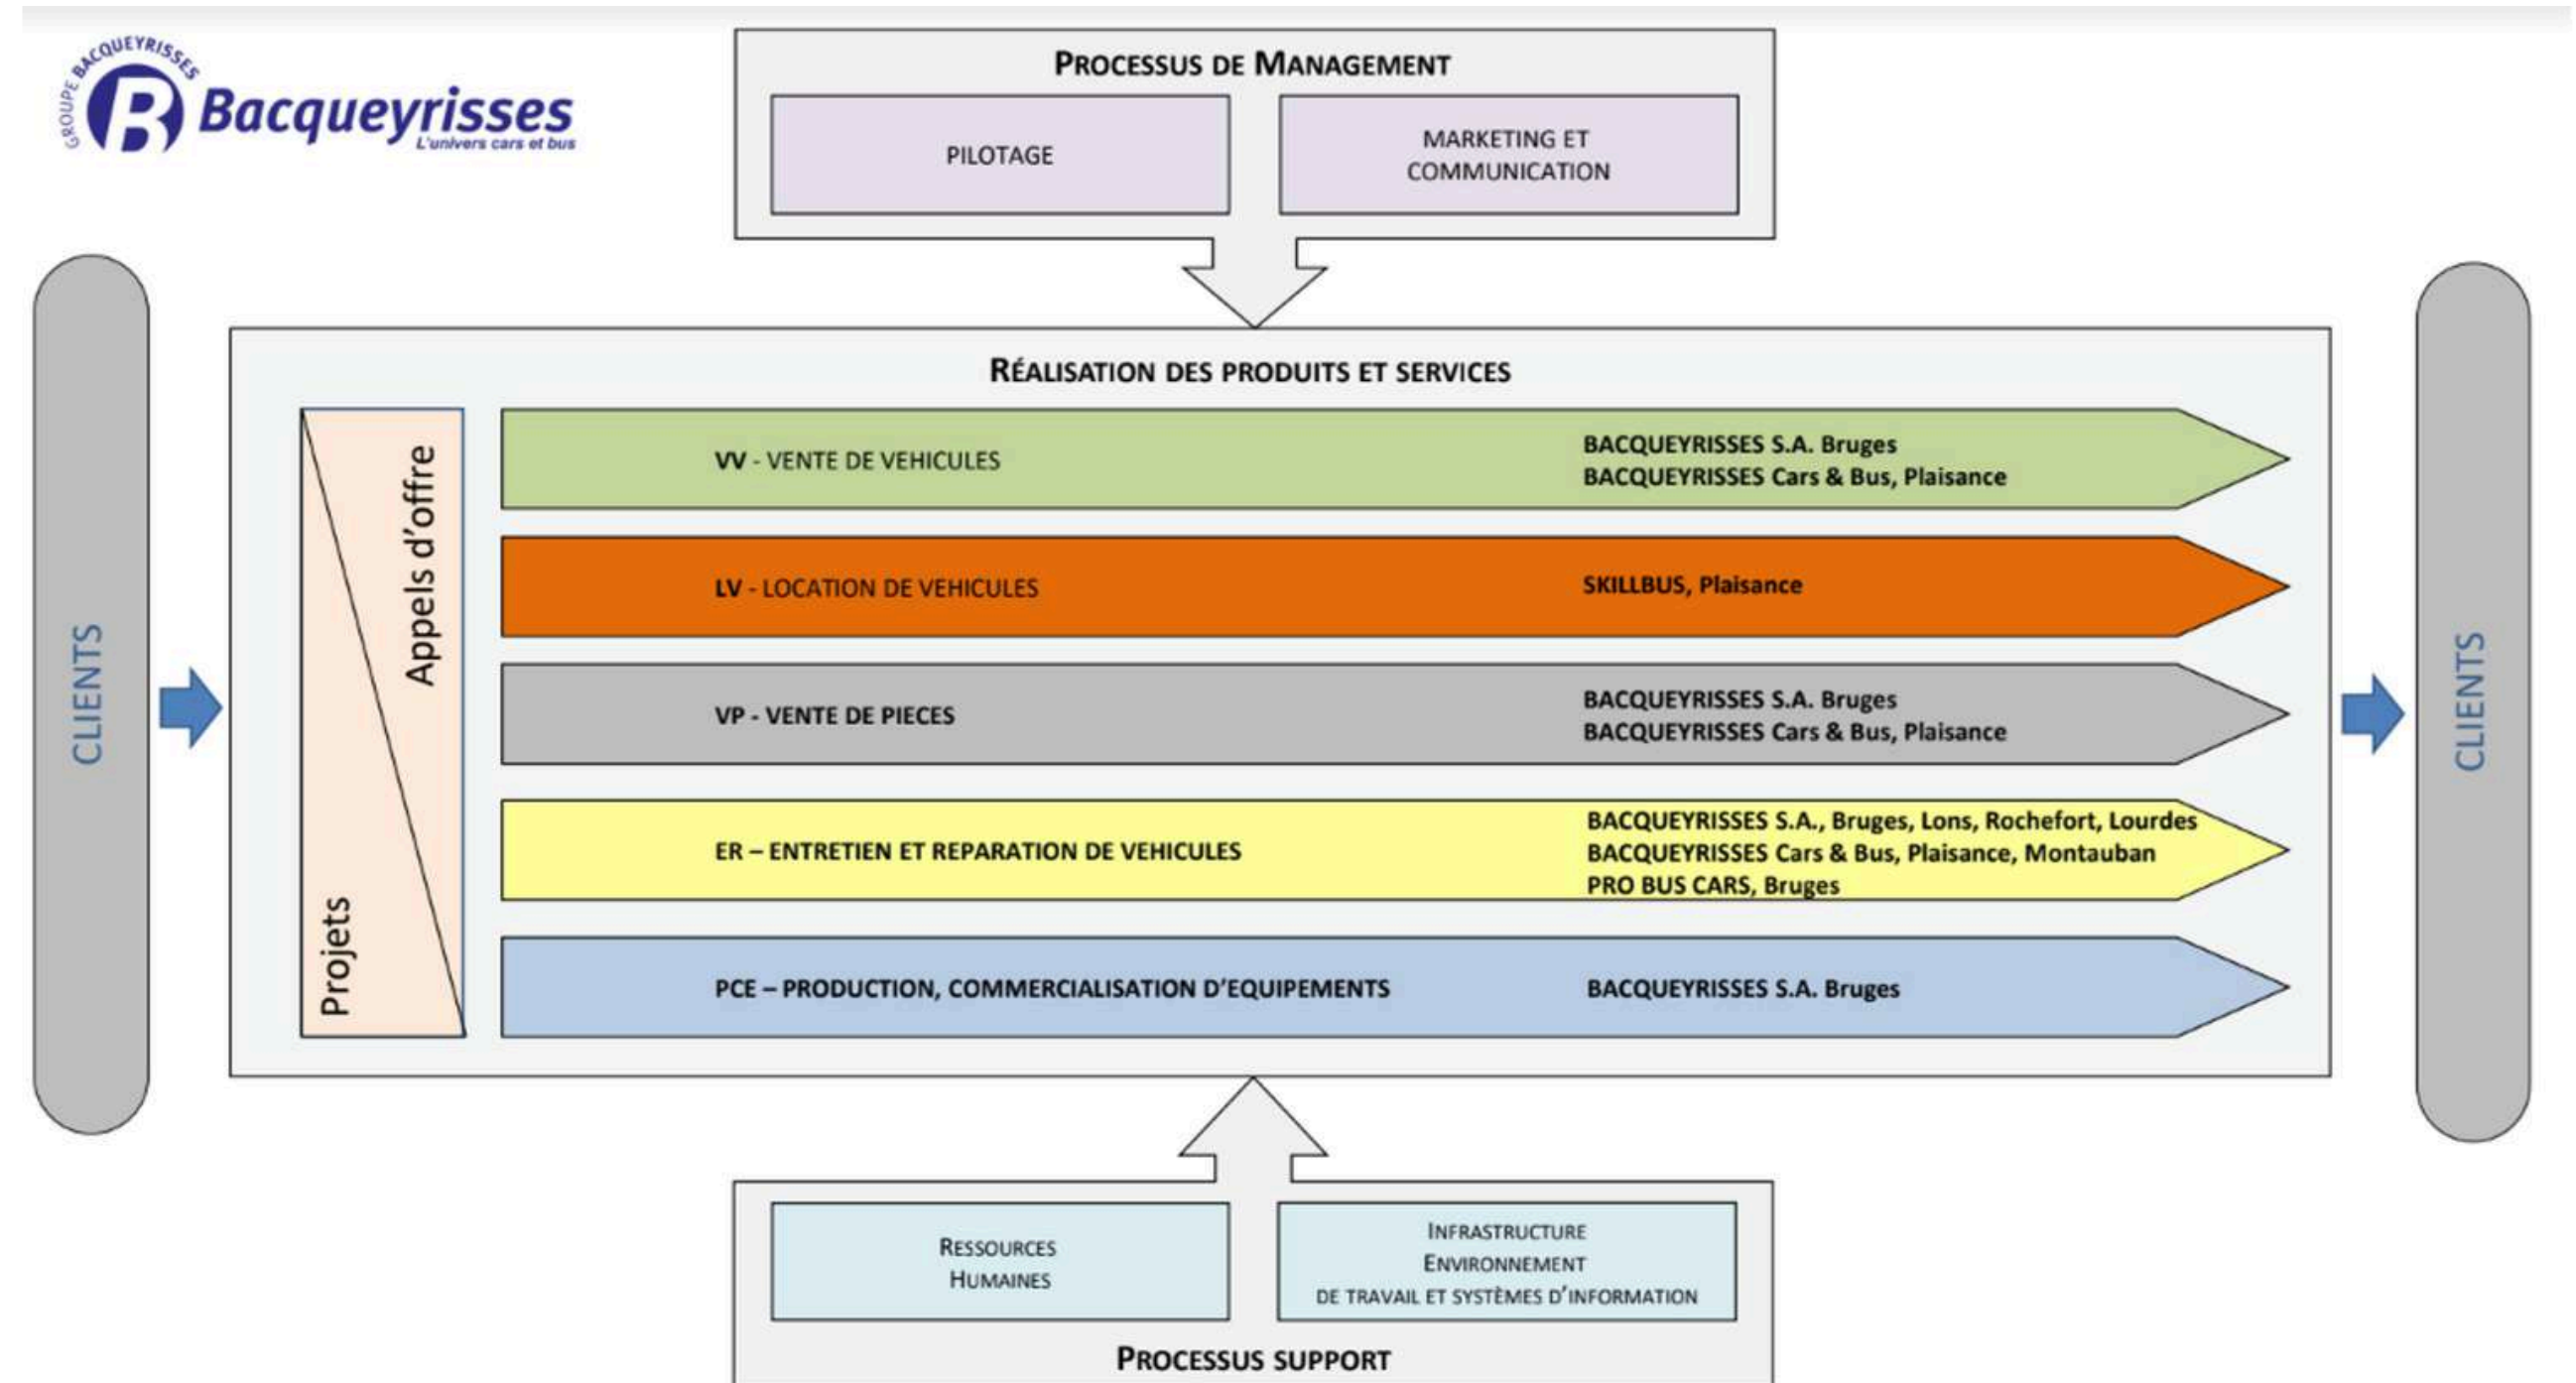 GROUPE BACQUEYRISSES
B
Bacqueyrisses
L'univers cars et bus
PROCESSUS DE MANAGEMENT
PILOTAGE
MARKETING ET
COMMUNICATION
CLIENTS
RÉALISATION DES PRODUITS ET SERVICES
Appels d'offre
Projets
VV - VENTE DE VEHICULES
BACQUEYRISSES S.A. Bruges
BACQUEYRISSES Cars & Bus, Plaisance
LV - LOCATION DE VEHICULES
SKILLBUS, Plaisance
VP - VENTE DE PIECES
BACQUEYRISSES S.A. Bruges
BACQUEYRISSES Cars & Bus, Plaisance
ER – ENTRETIEN ET REPARATION DE VEHICULES
BACQUEYRISSES S.A., Bruges, Lons, Rochefort, Lourdes
BACQUEYRISSES Cars & Bus, Plaisance, Montauban
PRO BUS CARS, Bruges
PCE – PRODUCTION, COMMERCIALISATION D'EQUIPEMENTS
BACQUEYRISSES S.A. Bruges
CLIENTS
RESSOURCES
HUMAINES
INFRASTRUCTURE
ENVIRONNEMENT
DE TRAVAIL ET SYSTÈMES D'INFORMATION
PROCESSUS SUPPORT